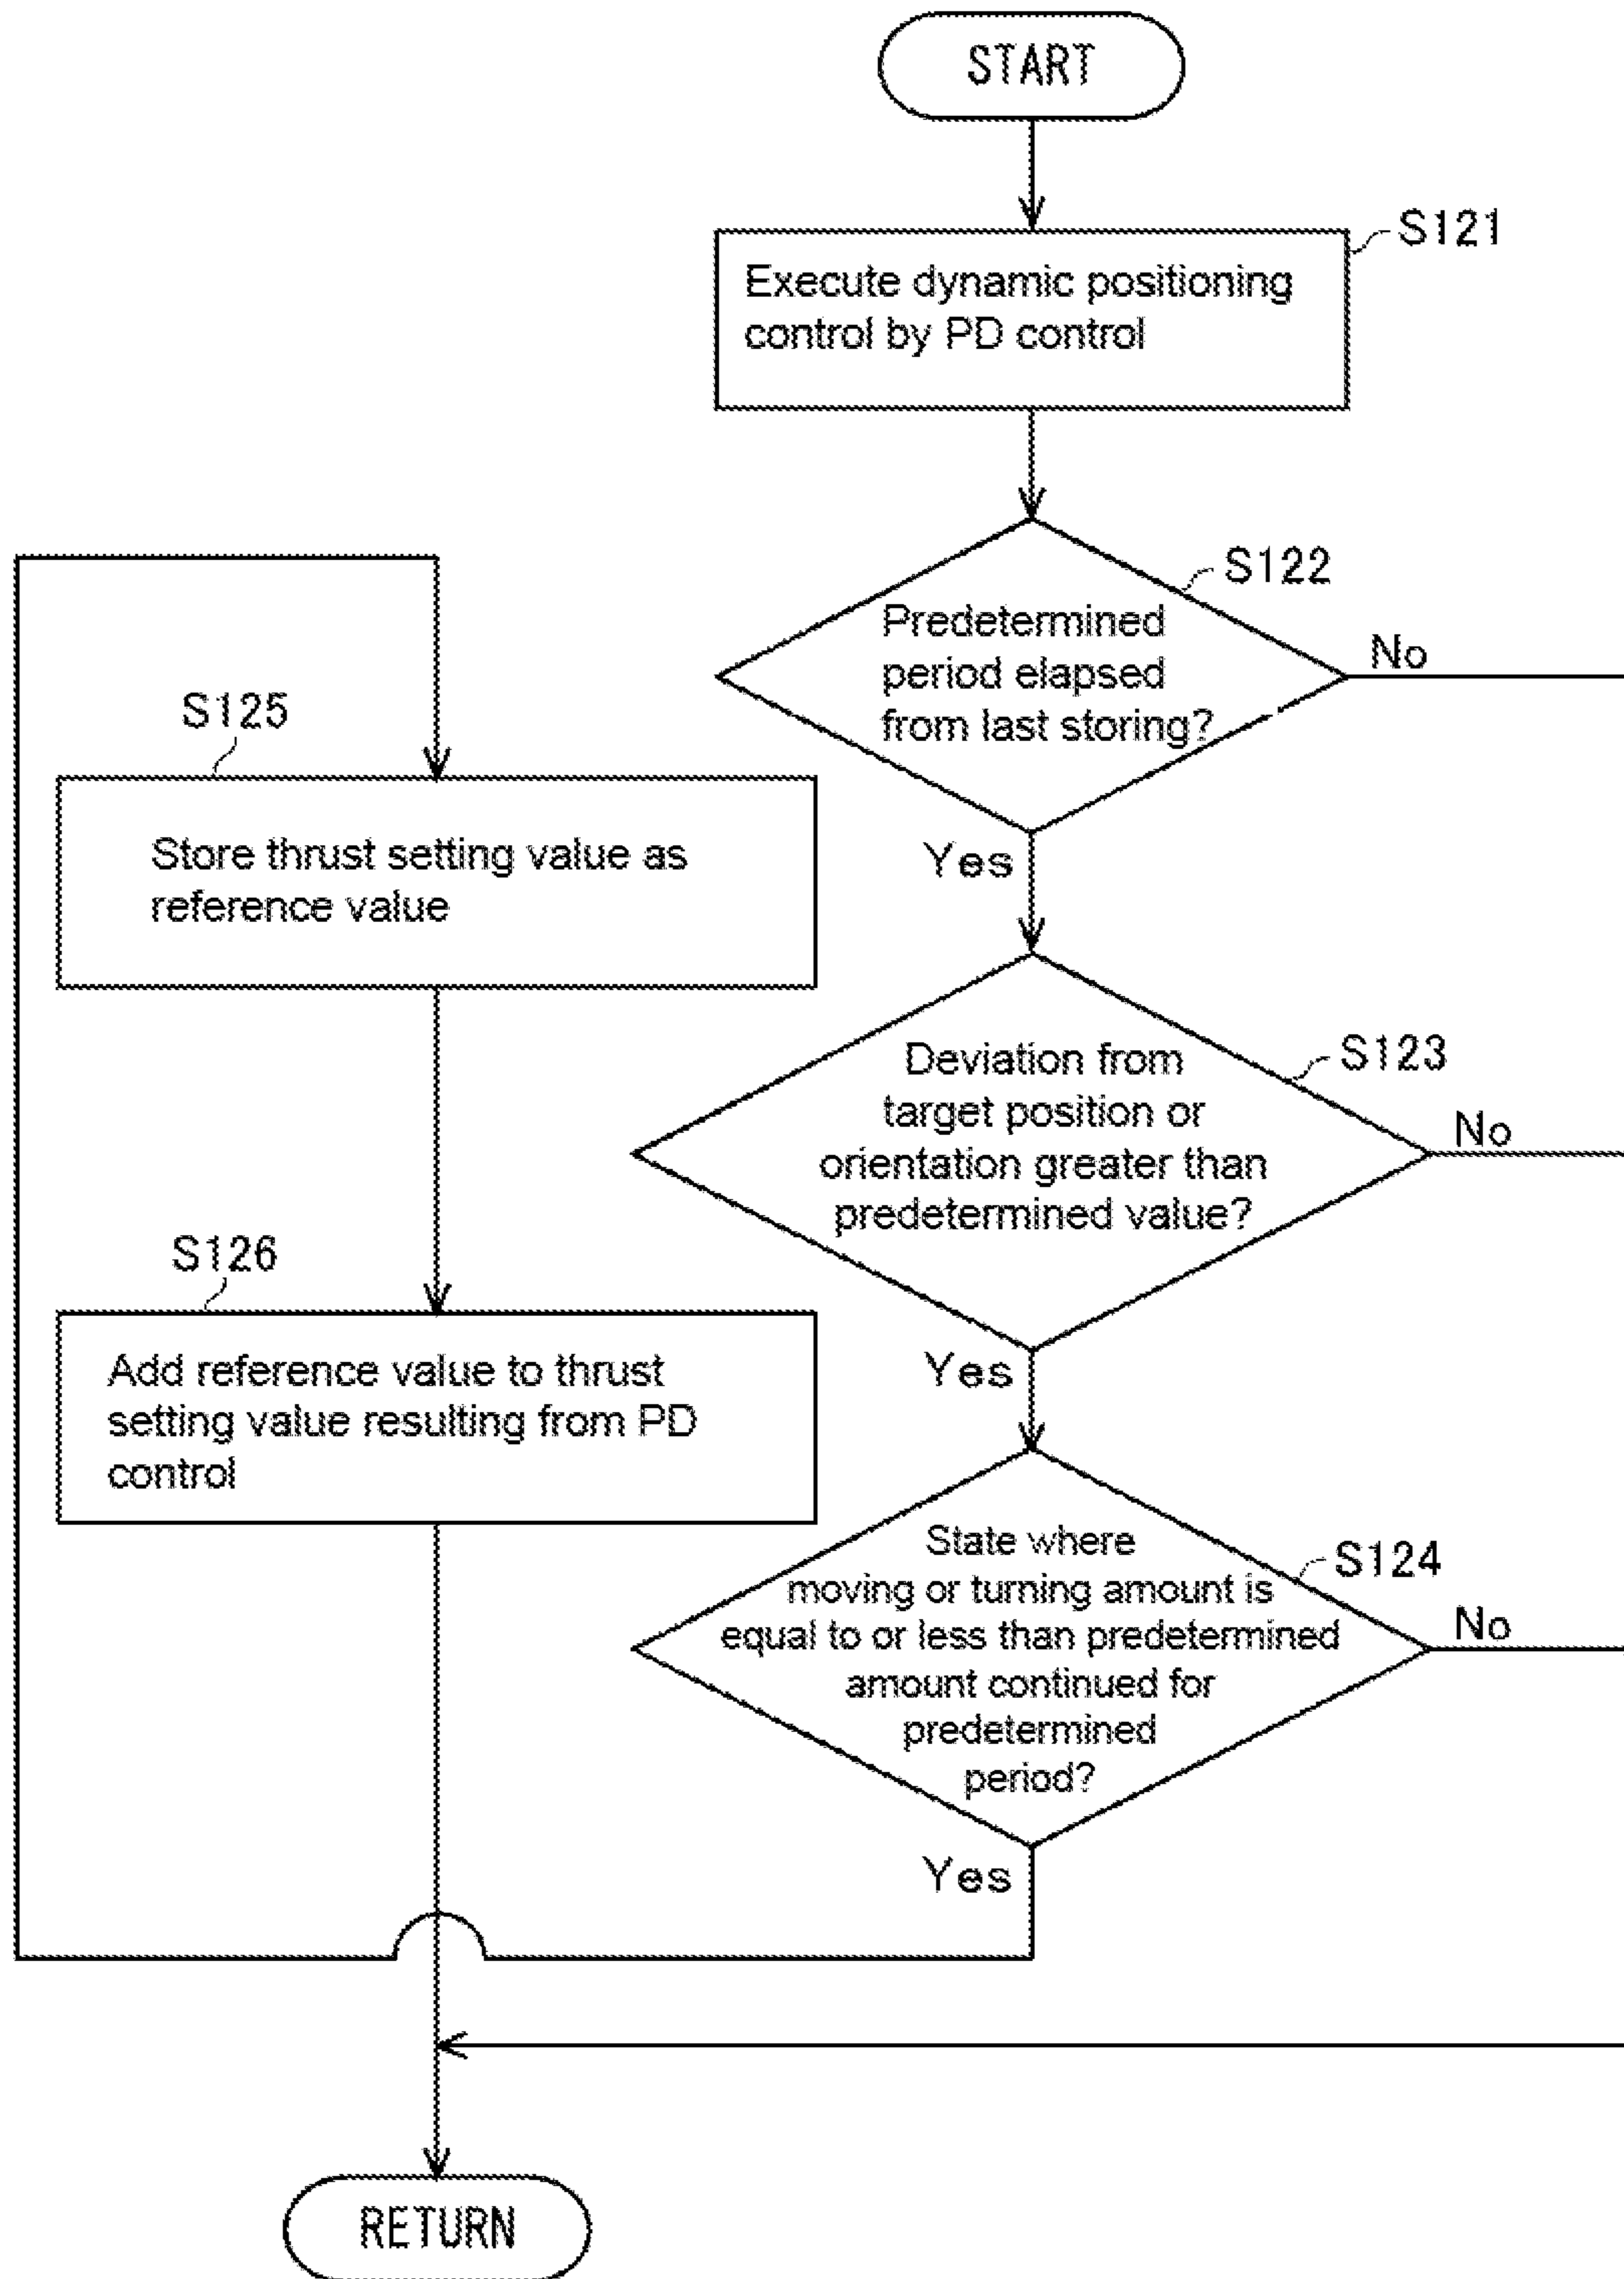 START
S121
Execute dynamic positioning
control by PD control
S122
Predetermined
period elapsed
from last storing?
No
Yes
S123
Deviation from
target position or
orientation greater than
predetermined value?
No
Yes
S124
State where
moving or turning amount is
equal to or less than predetermined
amount continued for
predetermined
period?
No
Yes
S125
Store thrust setting value as
reference value
S126
Add reference value to thrust
setting value resulting from PD
control
RETURN